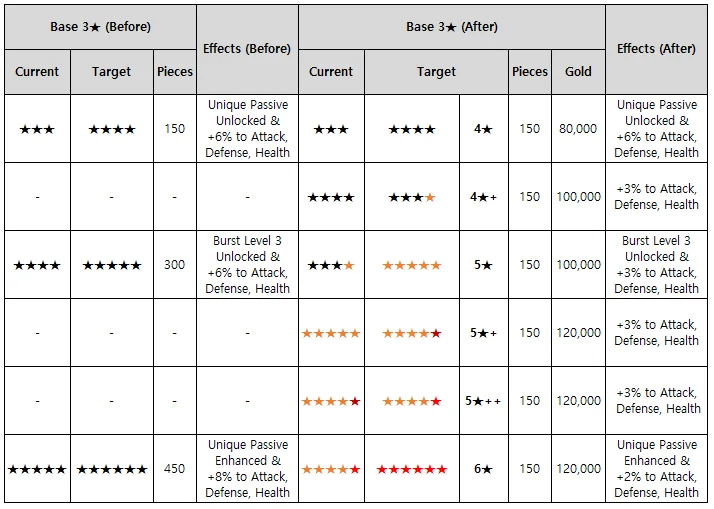 Base 3★ (Before)
Effects (Before)
Base 3★ (After)
Effects (After)
Current
Target
Pieces
Current
Target
Pieces
Gold
★★★
★★★★
150
Unique Passive
Unlocked &
+6% to Attack,
Defense, Health
★★★
★★★★
4★
150
80,000
Unique Passive
Unlocked &
+6% to Attack,
Defense, Health
-
-
-
-
★★★★
★★★★
4★+
150
100,000
+3% to Attack,
Defense, Health
★★★★
★★★★★
300
Burst Level 3
Unlocked &
+6% to Attack,
Defense, Health
★★★★
★★★★★
5★
150
100,000
Burst Level 3
Unlocked &
+3% to Attack,
Defense, Health
-
-
-
-
★★★★★
★★★★★
5★+
150
120,000
+3% to Attack,
Defense, Health
-
-
-
-
★★★★★
★★★★★
5★++
150
120,000
+3% to Attack,
Defense, Health
★★★★★
★★★★★★
450
Unique Passive
Enhanced &
+8% to Attack,
Defense, Health
★★★★★
★★★★★★
6★
150
120,000
Unique Passive
Enhanced &
+2% to Attack,
Defense, Health